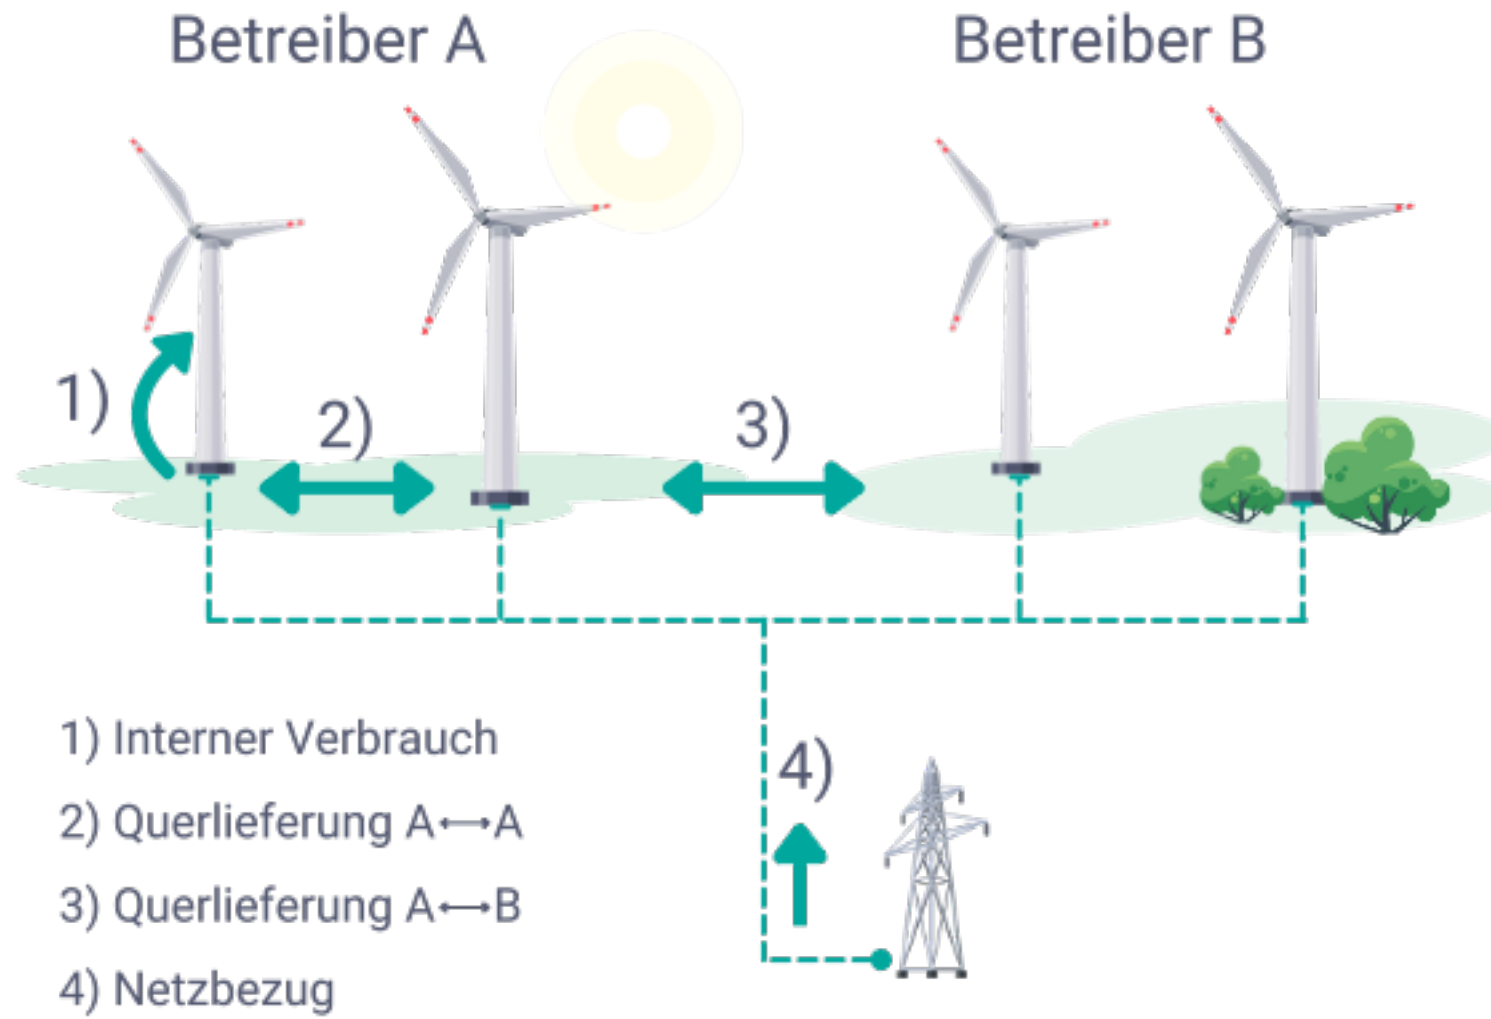 Betreiber A
Betreiber B
1)
2)
3)
4)
1) Interner Verbrauch
2) Querlieferung A↔A
3) Querlieferung A↔B
4) Netzbezug